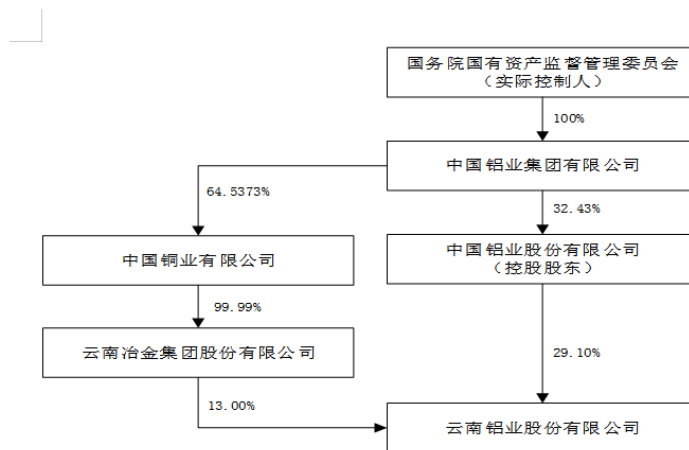 国务院国有资产监督管理委员会
（实际控制人）
100%
中国铝业集团有限公司
64.5373%
32.43%
中国铜业有限公司
中国铝业股份有限公司
（控股股东）
99.99%
云南冶金集团股份有限公司
29.10%
13.00%
云南铝业股份有限公司